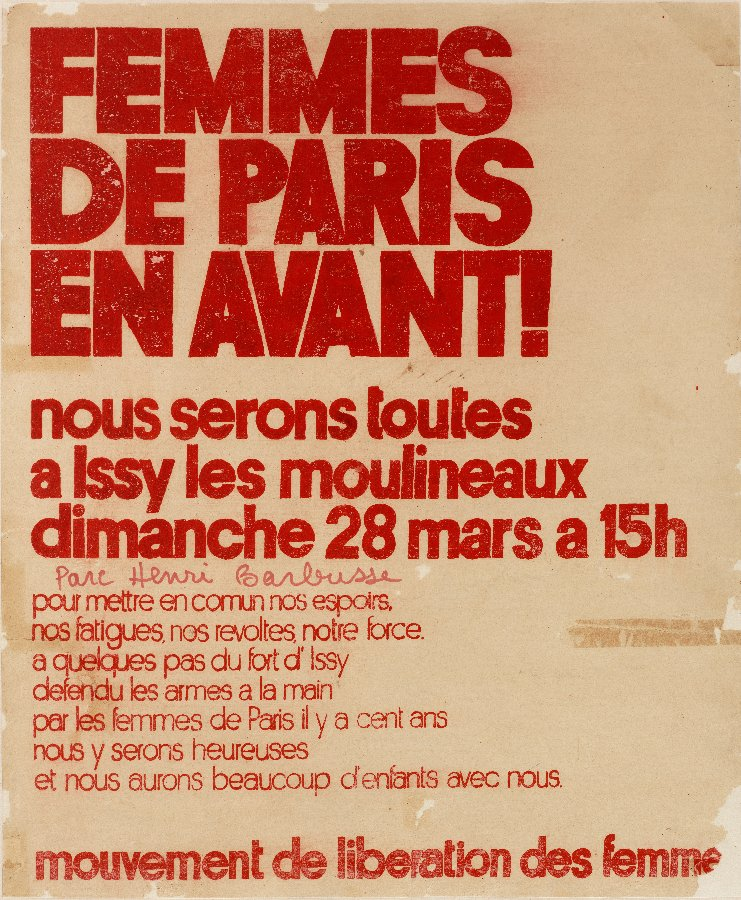 FEMMES
DE PARIS
EN AVANT!
nous serons toutes
a Issy les moulineaux
dimanche 28 mars a 15h
Parc Henri Barbusse
pour mettre en comun nos espoirs,
nos fatigues, nos revoltes, notre force.
a quelques pas du fort d' Issy
defendu les armes a la main
par les femmes de Paris il y a cent ans
nous y serons heureuses
et nous aurons beaucoup d'enfants avec nous.
mouvement de liberation des femme